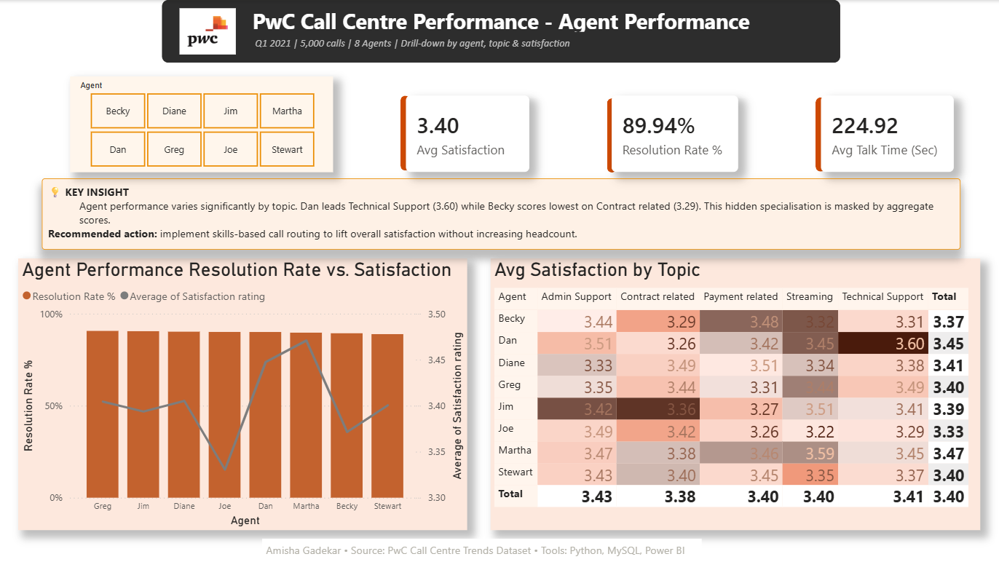 pwc
PwC Call Centre Performance - Agent Performance
Q1 2021 | 5,000 calls | 8 Agents | Drill-down by agent, topic & satisfaction
Agent
Becky Diane Jim Martha
Dan Greg Joe Stewart
3.40
Avg Satisfaction
89.94%
Resolution Rate %
224.92
Avg Talk Time (Sec)
KEY INSIGHT
Agent performance varies significantly by topic. Dan leads Technical Support (3.60) while Becky scores lowest on Contract related (3.29). This hidden specialisation is masked by aggregate
scores.
Recommended action: implement skills-based call routing to lift overall satisfaction without increasing headcount.
Agent Performance Resolution Rate vs. Satisfaction
Resolution Rate % Average of Satisfaction rating
100% 3.50
3.45
50% 3.40
3.35
0% 3.30
Resolution Rate %
Average of Satisfaction rating
Greg Jim Diane Joe Dan Martha Becky Stewart
Agent
Avg Satisfaction by Topic
Agent Admin Support Contract related Payment related Streaming Technical Support Total
Becky 3.44 3.29 3.48 3.32 3.31 3.37
Dan 3.51 3.26 3.42 3.45 3.60 3.45
Diane 3.33 3.49 3.51 3.34 3.38 3.41
Greg 3.35 3.44 3.31 3.49 3.40
Jim 3.42 3.36 3.27 3.51 3.41 3.39
Joe 3.49 3.42 3.26 3.22 3.29 3.33
Martha 3.47 3.38 3.46 3.59 3.45 3.47
Stewart 3.43 3.40 3.45 3.35 3.37 3.40
Total 3.43 3.38 3.40 3.40 3.41 3.40
Amisha Gadekar • Source: PwC Call Centre Trends Dataset • Tools: Python, MySQL, Power BI